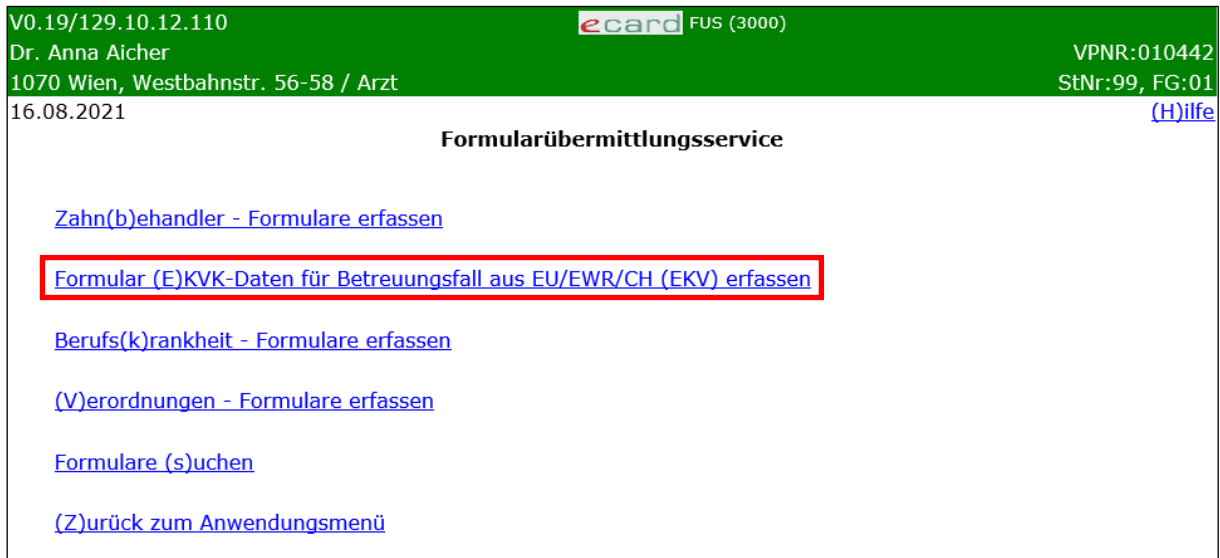 V0.19/129.10.12.110 ecard FUS (3000)
Dr. Anna Aicher VPNR:010442
1070 Wien, Westbahnstr. 56-58 / Arzt StNr:99, FG:01
16.08.2021 (H)ilfe
Formularübermittlungsservice
Zahn(b)ehandler - Formulare erfassen
Formular (E)KVK-Daten für Betreuungsfall aus EU/EWR/CH (EKV) erfassen
Berufs(k)rankheit - Formulare erfassen
(V)erordnungen - Formulare erfassen
Formulare (s)uchen
(Z)urück zum Anwendungsmenü